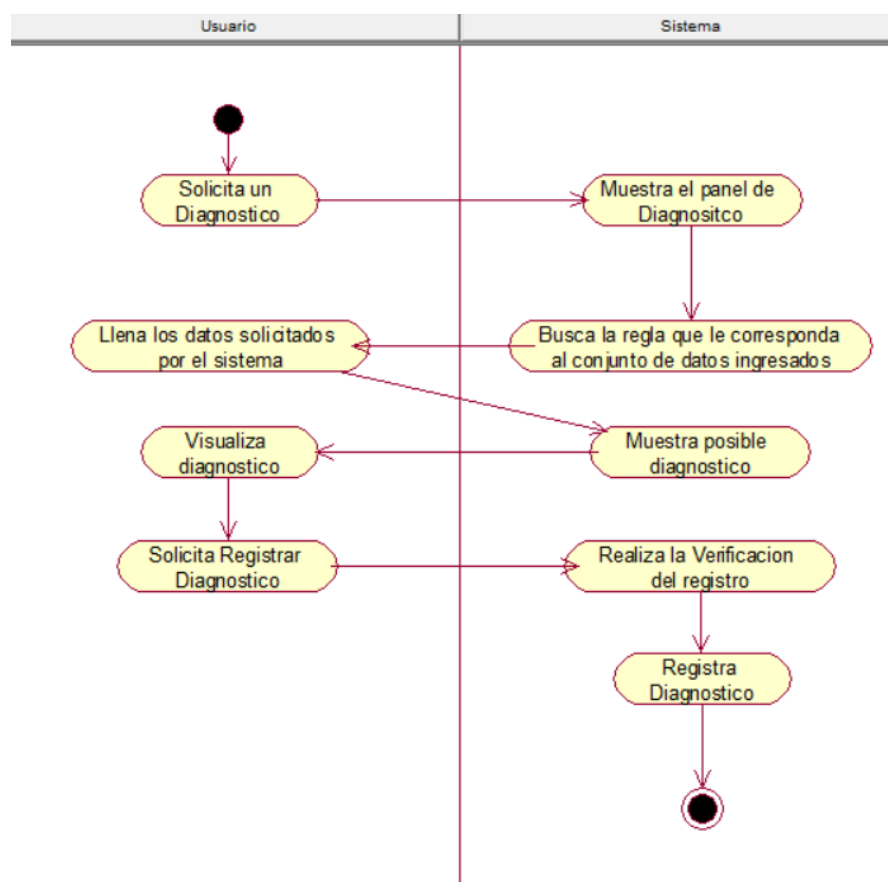 Usuario
Sistema
Solicita un
Diagnostico
Muestra el panel de
Diagnositco
Llena los datos solicitados
por el sistema
Busca la regla que le corresponda
al conjunto de datos ingresados
Visualiza
diagnostico
Muestra posible
diagnostico
Solicita Registrar
Diagnostico
Realiza la Verificacion
del registro
Registra
Diagnostico